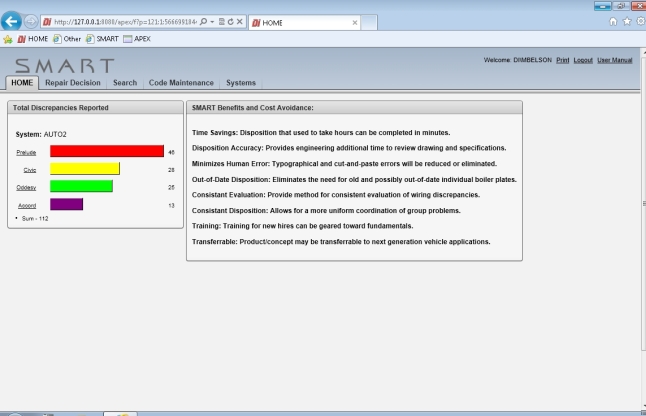 http://127.0.0.1:8080/apex/f?p=121:1:5666991844
HOME
HOME Other SMART APEX
SMART
Welcome: DI\MBELSON Print Logout User Manual
HOME Repair Decision Search Code Maintenance Systems
Total Discrepancies Reported
System: AUTO2
Prelude 46
Civic 28
Oddesy 25
Accord 13
• Sum - 112
SMART Benefits and Cost Avoidance:
Time Savings: Disposition that used to take hours can be completed in minutes.
Disposition Accuracy: Provides engineering additional time to review drawing and specifications.
Minimizes Human Error: Typographical and cut-and-paste errors will be reduced or eliminated.
Out-of-Date Disposition: Eliminates the need for old and possibly out-of-date individual boiler plates.
Consistant Evaluation: Provide method for consistent evaluation of wiring discrepancies.
Consistant Disposition: Allows for a more uniform coordination of group problems.
Training: Training for new hires can be geared toward fundamentals.
Transferrable: Product/concept may be transferrable to next generation vehicle applications.